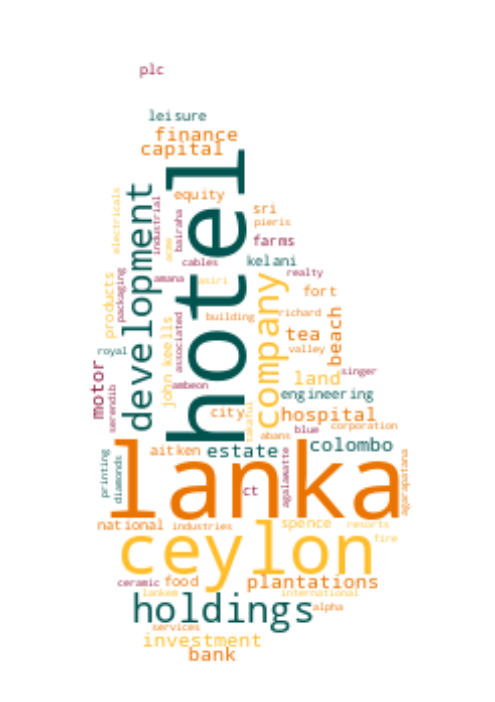 plc
leisure
finance
capital
hotel
development
electricals
industrial
equity
bairaha
acme
sri
pieris
farms
kelani
cables
realty
packaging
products
amana
asiri
company
fort
richard
building
beach
tea
john keells
associated
valley
royal
motor
singer
ambeon
land
serendib
engineering
city
takaful
hospital
blue
corporation
abans
colombo
lanka
aitken
estate
printing
diamonds
ct
agalawatte
agarapatana
national
industries
spence
resorts
ceylon
fire
ceramic
food
plantations
lankem
international
holdings
alpha
services
investment
bank